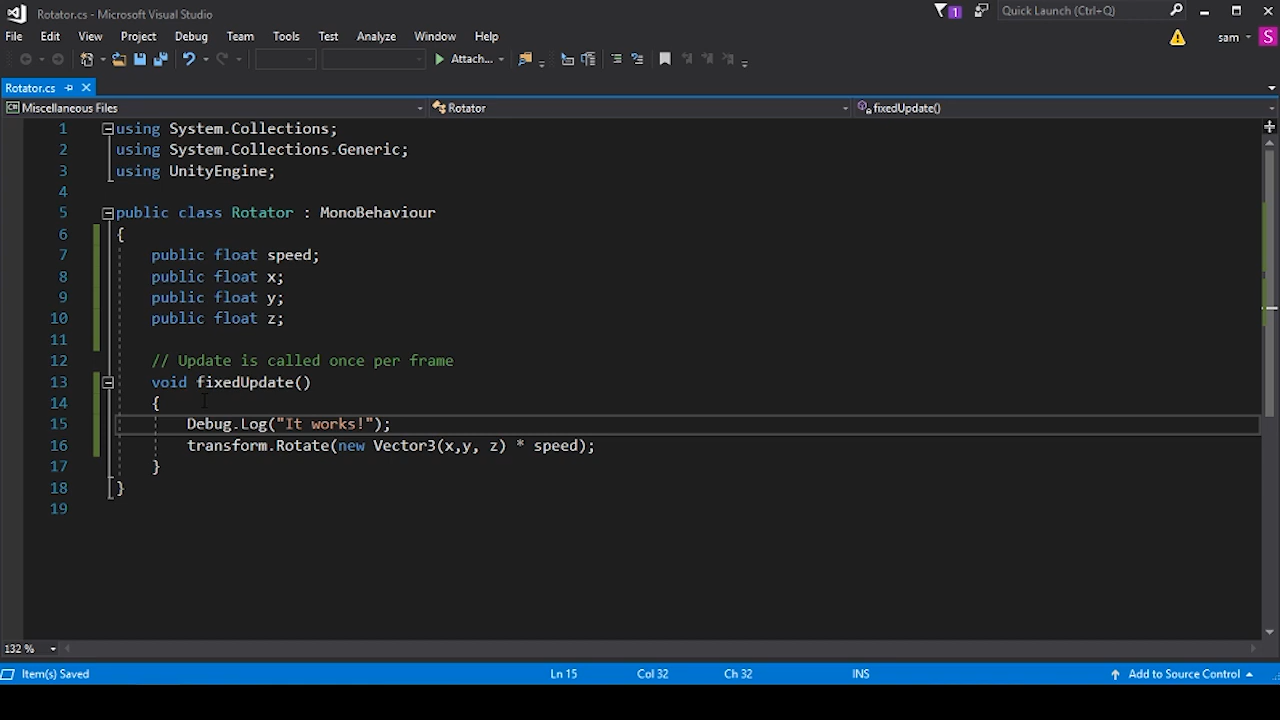 Rotator.cs - Microsoft Visual Studio
1
Quick Launch (Ctrl+Q)
File Edit View Project Debug Team Tools Test Analyze Window Help
sam S
Attach...
Rotator.cs
C# Miscellaneous Files Rotator fixedUpdate()
1 using System.Collections;
2 using System.Collections.Generic;
3 using UnityEngine;
4
5 public class Rotator : MonoBehaviour
6 {
7 public float speed;
8 public float x;
9 public float y;
10 public float z;
11
12 // Update is called once per frame
13 void fixedUpdate()
14 {
15 Debug.Log("It works!");
16 transform.Rotate(new Vector3(x,y, z) * speed);
17 }
18 }
19
132 %
Item(s) Saved Ln 15 Col 32 Ch 32 INS Add to Source Control